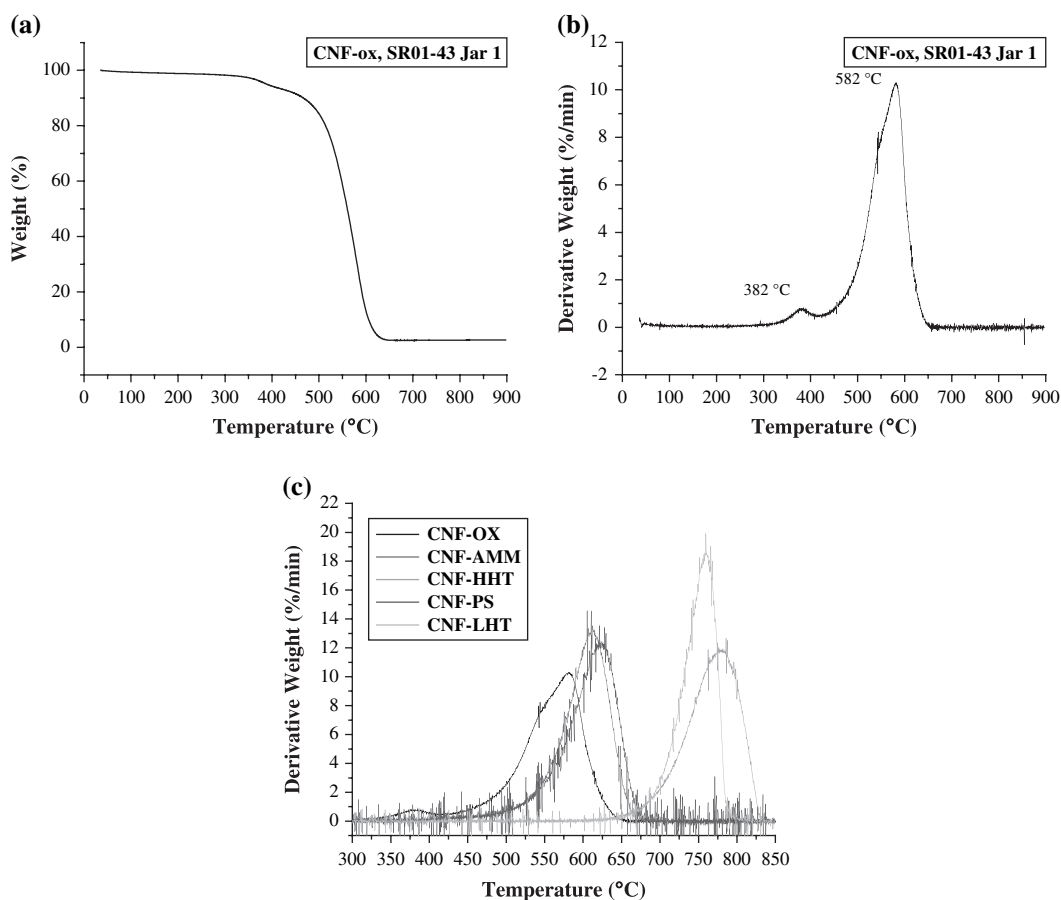 (a)
CNF-ox, SR01-43 Jar 1
100
80
60
40
20
0
Weight (%)
0 100 200 300 400 500 600 700 800 900
Temperature (°C)
(b)
CNF-ox, SR01-43 Jar 1
12
10
8
6
4
2
0
-2
Derivative Weight (%/min)
582 °C
382 °C
0 100 200 300 400 500 600 700 800 900
Temperature (°C)
(c)
22
20
18
16
14
12
10
8
6
4
2
0
Derivative Weight (%/min)
CNF-OX
CNF-AMM
CNF-HHT
CNF-PS
CNF-LHT
300 350 400 450 500 550 600 650 700 750 800 850
Temperature (°C)